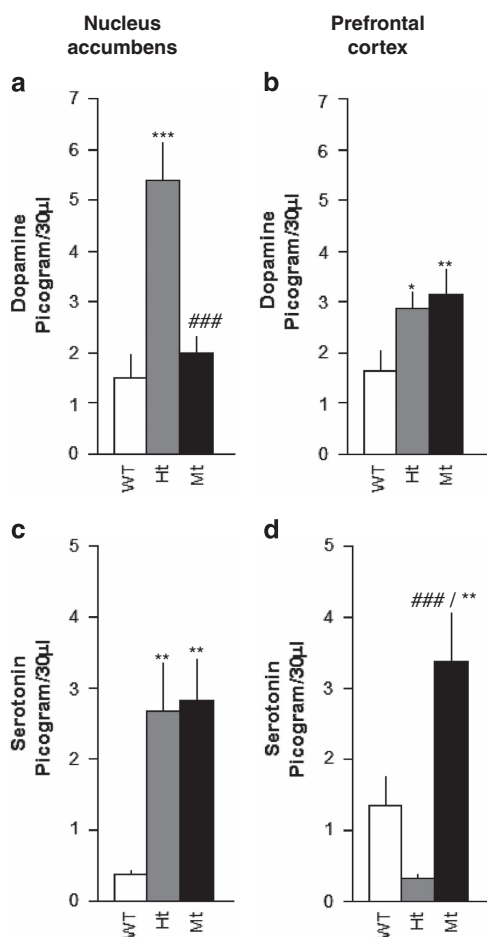 Nucleus
accumbens
Prefrontal
cortex
a
7
6
5
4
3
2
1
0
Dopamine
Picogram/30µl
***
###
WT
Ht
Mt
b
7
6
5
4
3
2
1
0
Dopamine
Picogram/30µl
*
**
WT
Ht
Mt
c
5
4
3
2
1
0
Serotonin
Picogram/30µl
**
**
WT
Ht
Mt
d
5
4
3
2
1
0
Serotonin
Picogram/30µl
### / **
WT
Ht
Mt